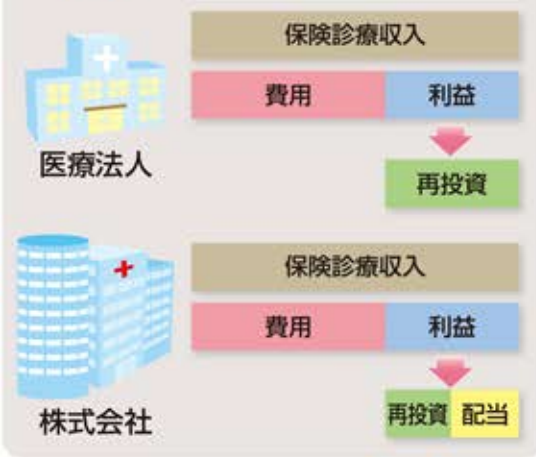 保険診療収入
費用 利益
医療法人
再投資
保険診療収入
費用 利益
株式会社
再投資 配当